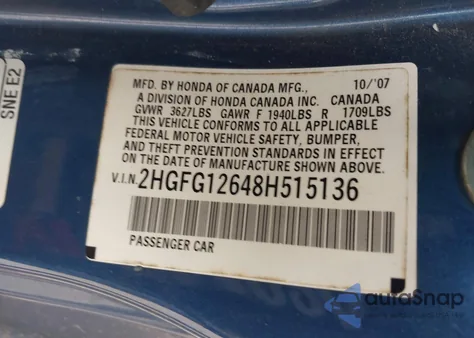 SNE E2
MFD. BY HONDA OF CANADA MFG., 10/'07
A DIVISION OF HONDA CANADA INC. CANADA
GVWR 3627LBS GAWR F 1940LBS R 1709LBS
THIS VEHICLE CONFORMS TO ALL APPLICABLE
FEDERAL MOTOR VEHICLE SAFETY, BUMPER,
AND THEFT PREVENTION STANDARDS IN EFFECT
ON THE DATE OF MANUFACTURE SHOWN ABOVE.
V.I.N. 2HGFG12648H515136
PASSENGER CAR
autoSnap